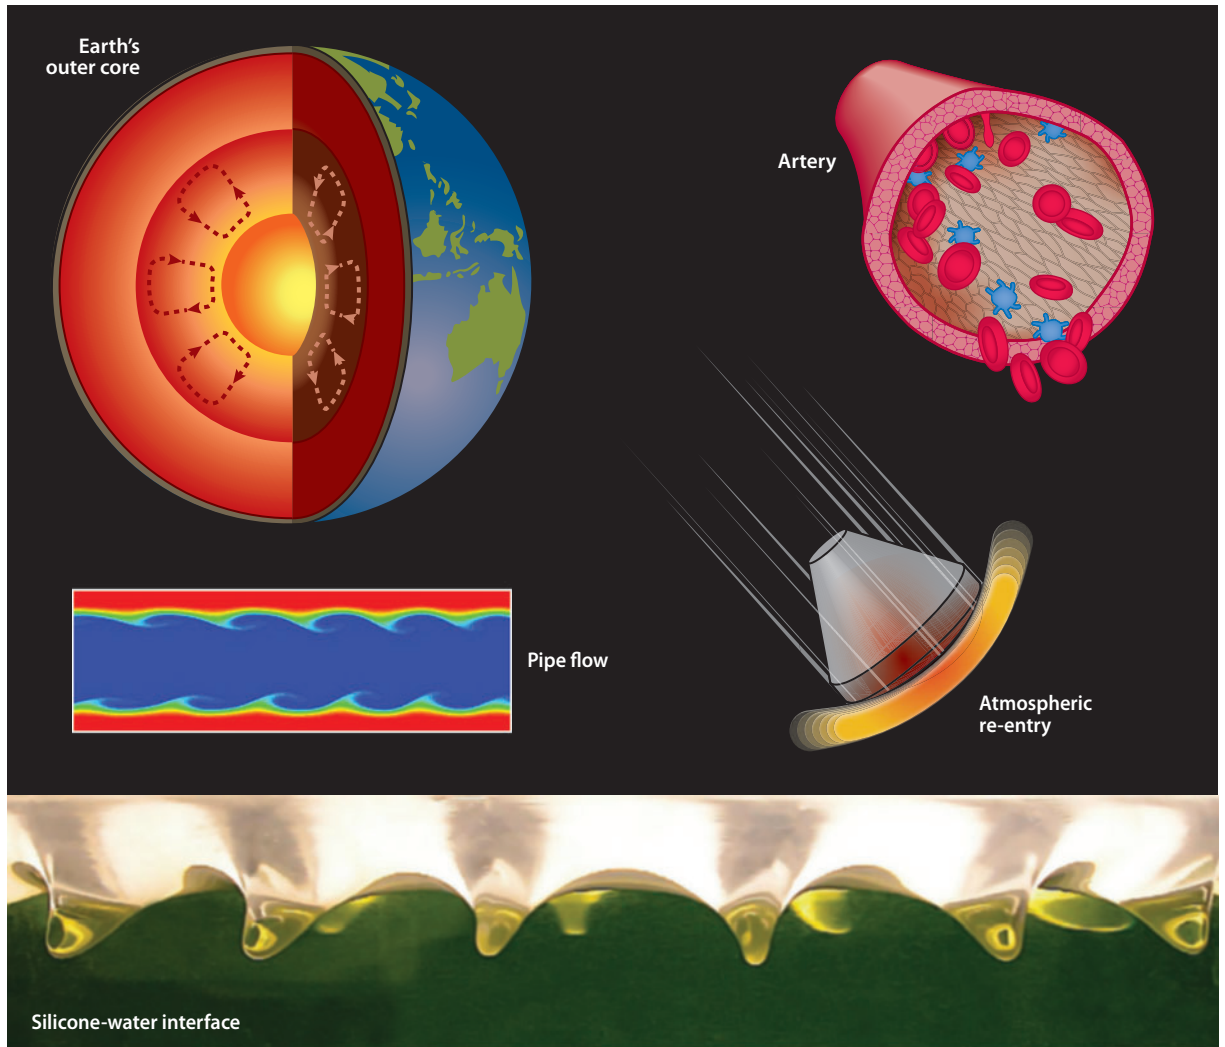 Earth's
outer core
Artery
Pipe flow
Atmospheric
re-entry
Silicone-water interface